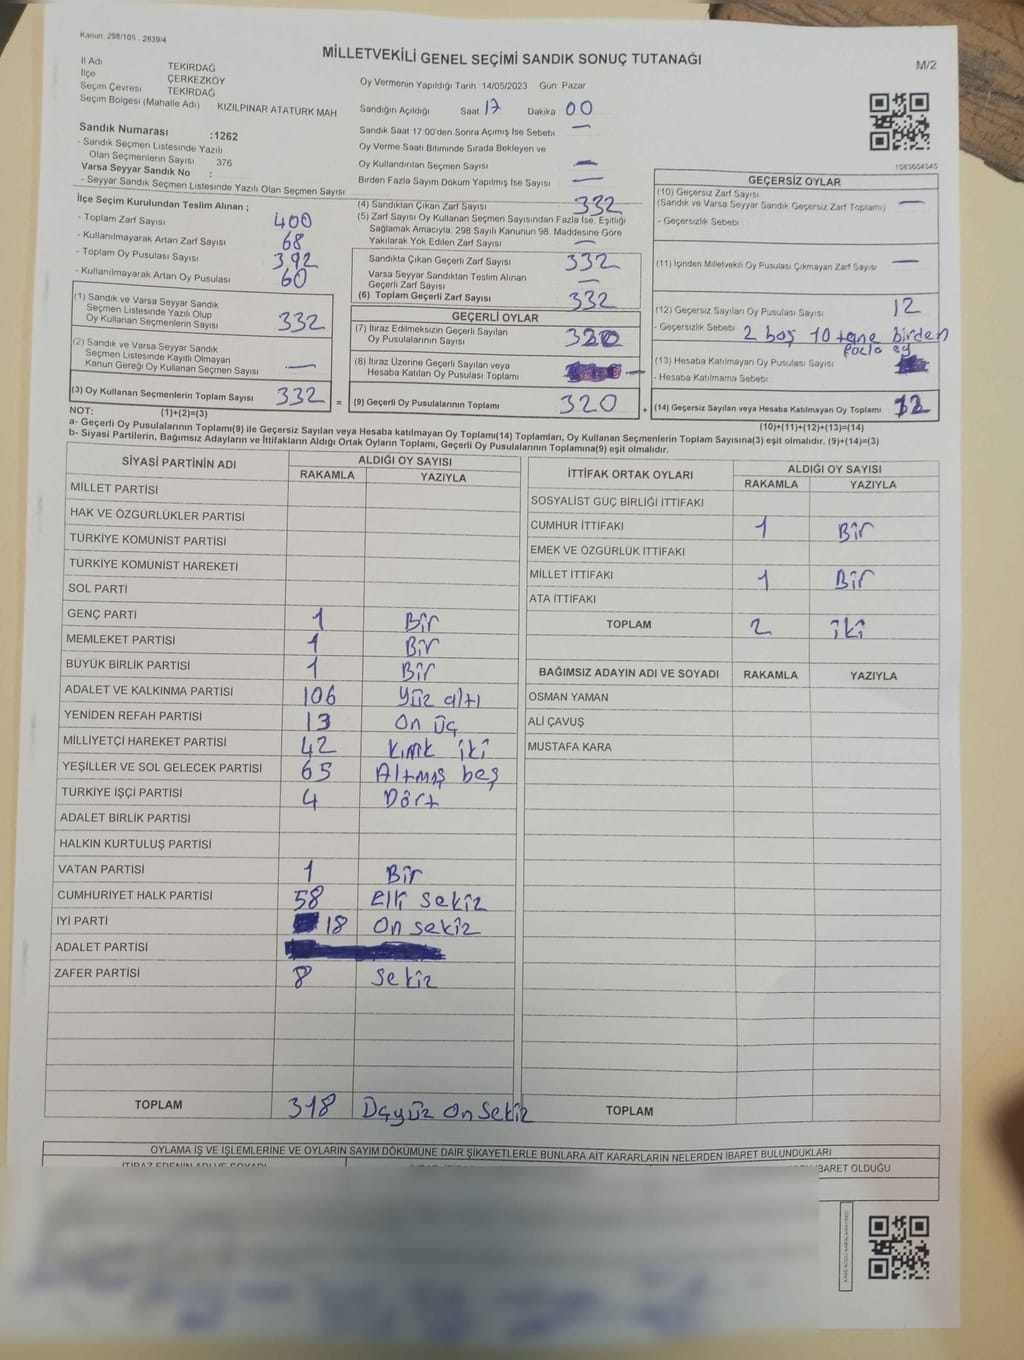 Kanun 298/105 . 2839/4
MİLLETVEKİLİ GENEL SEÇİMİ SANDIK SONUÇ TUTANAĞI
M/2
İl Adı TEKİRDAĞ
İlçe ÇERKEZKÖY
Seçim Çevresi TEKİRDAĞ
Seçim Bölgesi (Mahalle Adı) KIZILPINAR ATATÜRK MAH
Oy Vermenin Yapıldığı Tarih 14/05/2023 Gün Pazar
Sandığın Açıldığı Saat 17 Dakika 00
Sandık Saat 17 00'den Sonra Açımış İse Sebebi —
Oy Verme Saati Bitiminde Sırada Bekleyen ve
Oy Kullandırılan Seçmen Sayısı —
Birden Fazla Sayım Döküm Yapılmış İse Sayısı —
Sandık Numarası :1262
- Sandık Seçmen Listesinde Yazılı
Olan Seçmenlerin Sayısı 376
Varsa Seyyar Sandık No :
- Seyyar Sandık Seçmen Listesinde Yazılı Olan Seçmen Sayısı
İlçe Seçim Kurulundan Teslim Alınan ;
- Toplam Zarf Sayısı 400
- Kullanılmayarak Artan Zarf Sayısı 68
- Toplam Oy Pusulası Sayısı 392
- Kullanılmayarak Artan Oy Pusulası 60
(1) Sandık ve Varsa Seyyar Sandık
Seçmen Listesinde Yazılı Olup
Oy Kullanan Seçmenlerin Sayısı 332
(2) Sandık ve Varsa Seyyar Sandık
Seçmen Listesinde Kayıtlı Olmayan
Kanun Gereği Oy Kullanan Seçmen Sayısı —
(3) Oy Kullanan Seçmenlerin Toplam Sayısı 332 =
(4) Sandıktan Çıkan Zarf Sayısı 332
(5) Zarf Sayısı Oy Kullanan Seçmen Sayısından Fazla İse, Eşitliği
Sağlamak Amacıyla, 298 Sayılı Kanunun 98. Maddesine Göre
Yakılarak Yok Edilen Zarf Sayısı —
Sandıkta Çıkan Geçerli Zarf Sayısı 332
Varsa Seyyar Sandıktan Teslim Alınan
Geçerli Zarf Sayısı —
(6) Toplam Geçerli Zarf Sayısı 332
GEÇERLİ OYLAR
(7) İtiraz Edilmeksizin Geçerli Sayılan
Oy Pusulalarının Sayısı 320
(8) İtiraz Üzerine Geçerli Sayılan veya
Hesaba Katılan Oy Pusulası Toplamı —
(9) Geçerli Oy Pusulalarının Toplamı 320 +
1083604545
GEÇERSİZ OYLAR
(10) Geçersiz Zarf Sayısı
(Sandık ve Varsa Seyyar Sandık Geçersiz Zarf Toplamı) —
- Geçersizlik Sebebi
(11) İçinden Milletvekili Oy Pusulası Çıkmayan Zarf Sayısı —
(12) Geçersiz Sayılan Oy Pusulası Sayısı 12
- Geçersizlik Sebebi 2 boş 10 tane birden
fazla ey
(13) Hesaba Katılmayan Oy Pusulası Sayısı
- Hesaba Katılmama Sebebi
(14) Geçersiz Sayılan veya Hesaba Katılmayan Oy Toplamı 12
NOT: (1)+(2)=(3) (10)+(11)+(12)+(13)=(14)
a- Geçerli Oy Pusulalarının Toplamı(9) ile Geçersiz Sayılan veya Hesaba katılmayan Oy Toplamı(14) Toplamları, Oy Kullanan Seçmenlerin Toplam Sayısına(3) eşit olmalıdır. (9)+(14)=(3)
b- Siyasi Partilerin, Bağımsız Adayların ve İttifakların Aldığı Ortak Oyların Toplamı, Geçerli Oy Pusulalarının Toplamına(9) eşit olmalıdır.
SİYASİ PARTİNİN ADI ALDIĞI OY SAYISI
RAKAMLA YAZIYLA
MİLLET PARTİSİ
HAK VE ÖZGÜRLÜKLER PARTİSİ
TÜRKİYE KOMÜNİST PARTİSİ
TÜRKİYE KOMÜNİST HAREKETİ
SOL PARTİ
GENÇ PARTİ 1 Bir
MEMLEKET PARTİSİ 1 Bir
BÜYÜK BİRLİK PARTİSİ 1 Bir
ADALET VE KALKINMA PARTİSİ 106 Yüz altı
YENİDEN REFAH PARTİSİ 13 On üç
MİLLİYETÇİ HAREKET PARTİSİ 42 Kırk iki
YEŞİLLER VE SOL GELECEK PARTİSİ 65 Altmış beş
TÜRKİYE İŞÇİ PARTİSİ 4 Dört
ADALET BİRLİK PARTİSİ
HALKIN KURTULUŞ PARTİSİ
VATAN PARTİSİ 1 Bir
CUMHURİYET HALK PARTİSİ 58 Elli Sekiz
İYİ PARTİ 18 On sekiz
ADALET PARTİSİ
ZAFER PARTİSİ 8 Sekiz
TOPLAM 318 Üçyüz On Sekiz
İTTİFAK ORTAK OYLARI ALDIĞI OY SAYISI
RAKAMLA YAZIYLA
SOSYALİST GÜÇ BİRLİĞİ İTTİFAKI
CUMHUR İTTİFAKI 1 Bir
EMEK VE ÖZGÜRLÜK İTTİFAKI
MİLLET İTTİFAKI 1 Bir
ATA İTTİFAKI
TOPLAM 2 iki
BAĞIMSIZ ADAYIN ADI VE SOYADI RAKAMLA YAZIYLA
OSMAN YAMAN
ALİ ÇAVUŞ
MUSTAFA KARA
TOPLAM
OYLAMA İŞ VE İŞLEMLERİNE VE OYLARIN SAYIM DÖKÜMÜNE DAİR ŞİKAYETLERLE BUNLARA AİT KARARLARIN NELERDEN İBARET BULUNDUKLARI
İTİRAZ EDENİN ADI VE SOYADI
İBARET OLDUĞU